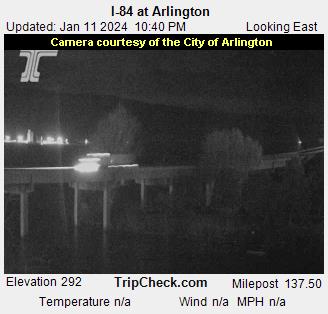 I-84 at Arlington
Updated: Jan 11 2024 10:40 PM Looking East
Camera courtesy of the City of Arlington
Elevation 292 TripCheck.com Milepost 137.50
Temperature n/a Wind n/a MPH n/a